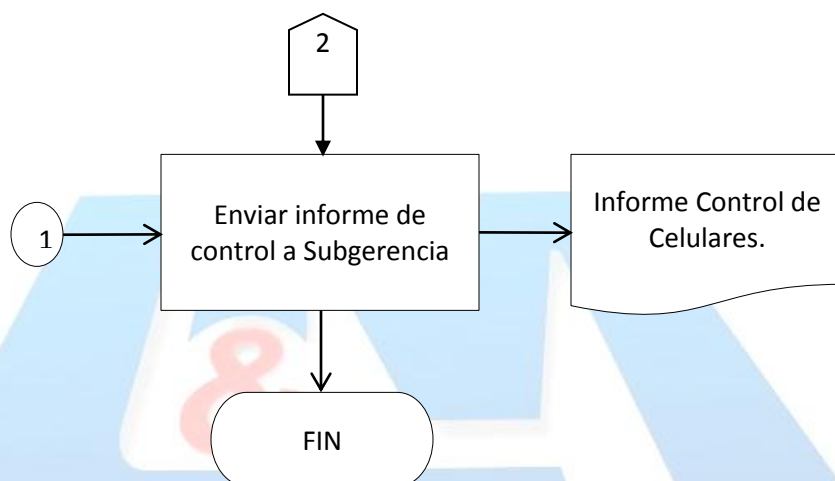 2
1
Enviar informe de
control a Subgerencia
Informe Control de
Celulares.
&
FIN